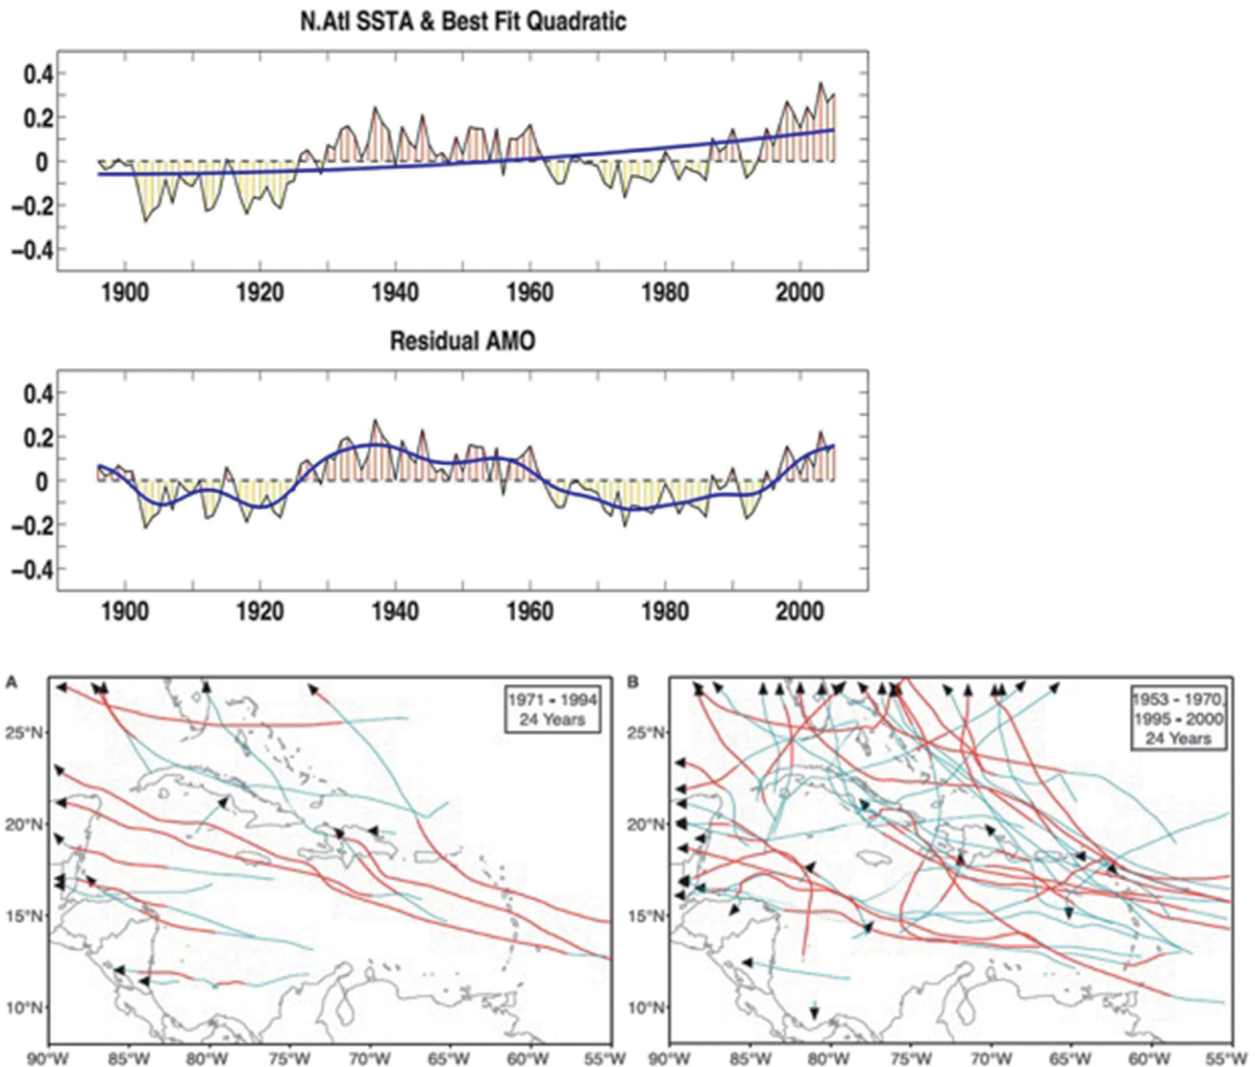 N.Atl SSTA & Best Fit Quadratic
0.4
0.2
0
−0.2
−0.4
1900 1920 1940 1960 1980 2000
Residual AMO
0.4
0.2
0
−0.2
−0.4
1900 1920 1940 1960 1980 2000
A
1971 - 1994
24 Years
25°N
20°N
15°N
10°N
90°W 85°W 80°W 75°W 70°W 65°W 60°W 55°W
B
1953 - 1970,
1995 - 2000
24 Years
25°N
20°N
15°N
10°N
90°W 85°W 80°W 75°W 70°W 65°W 60°W 55°W